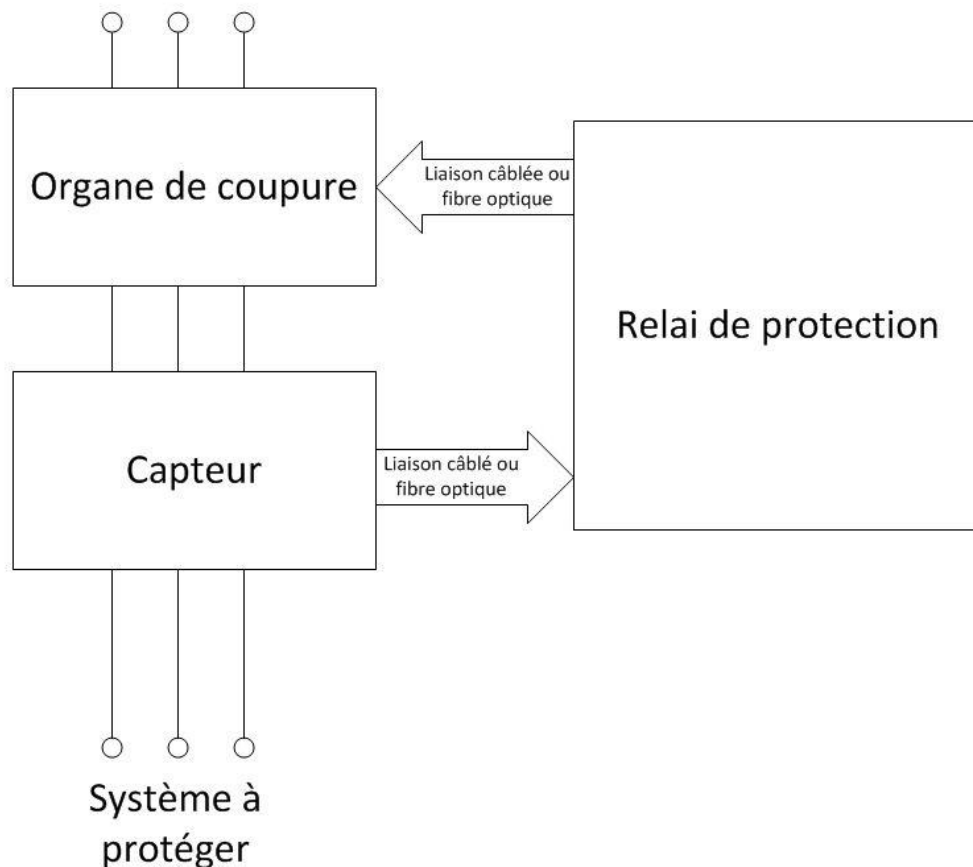 Organe de coupure
Liaison câblée ou
fibre optique
Relai de protection
Capteur
Liaison câblé ou
fibre optique
Système à
protéger